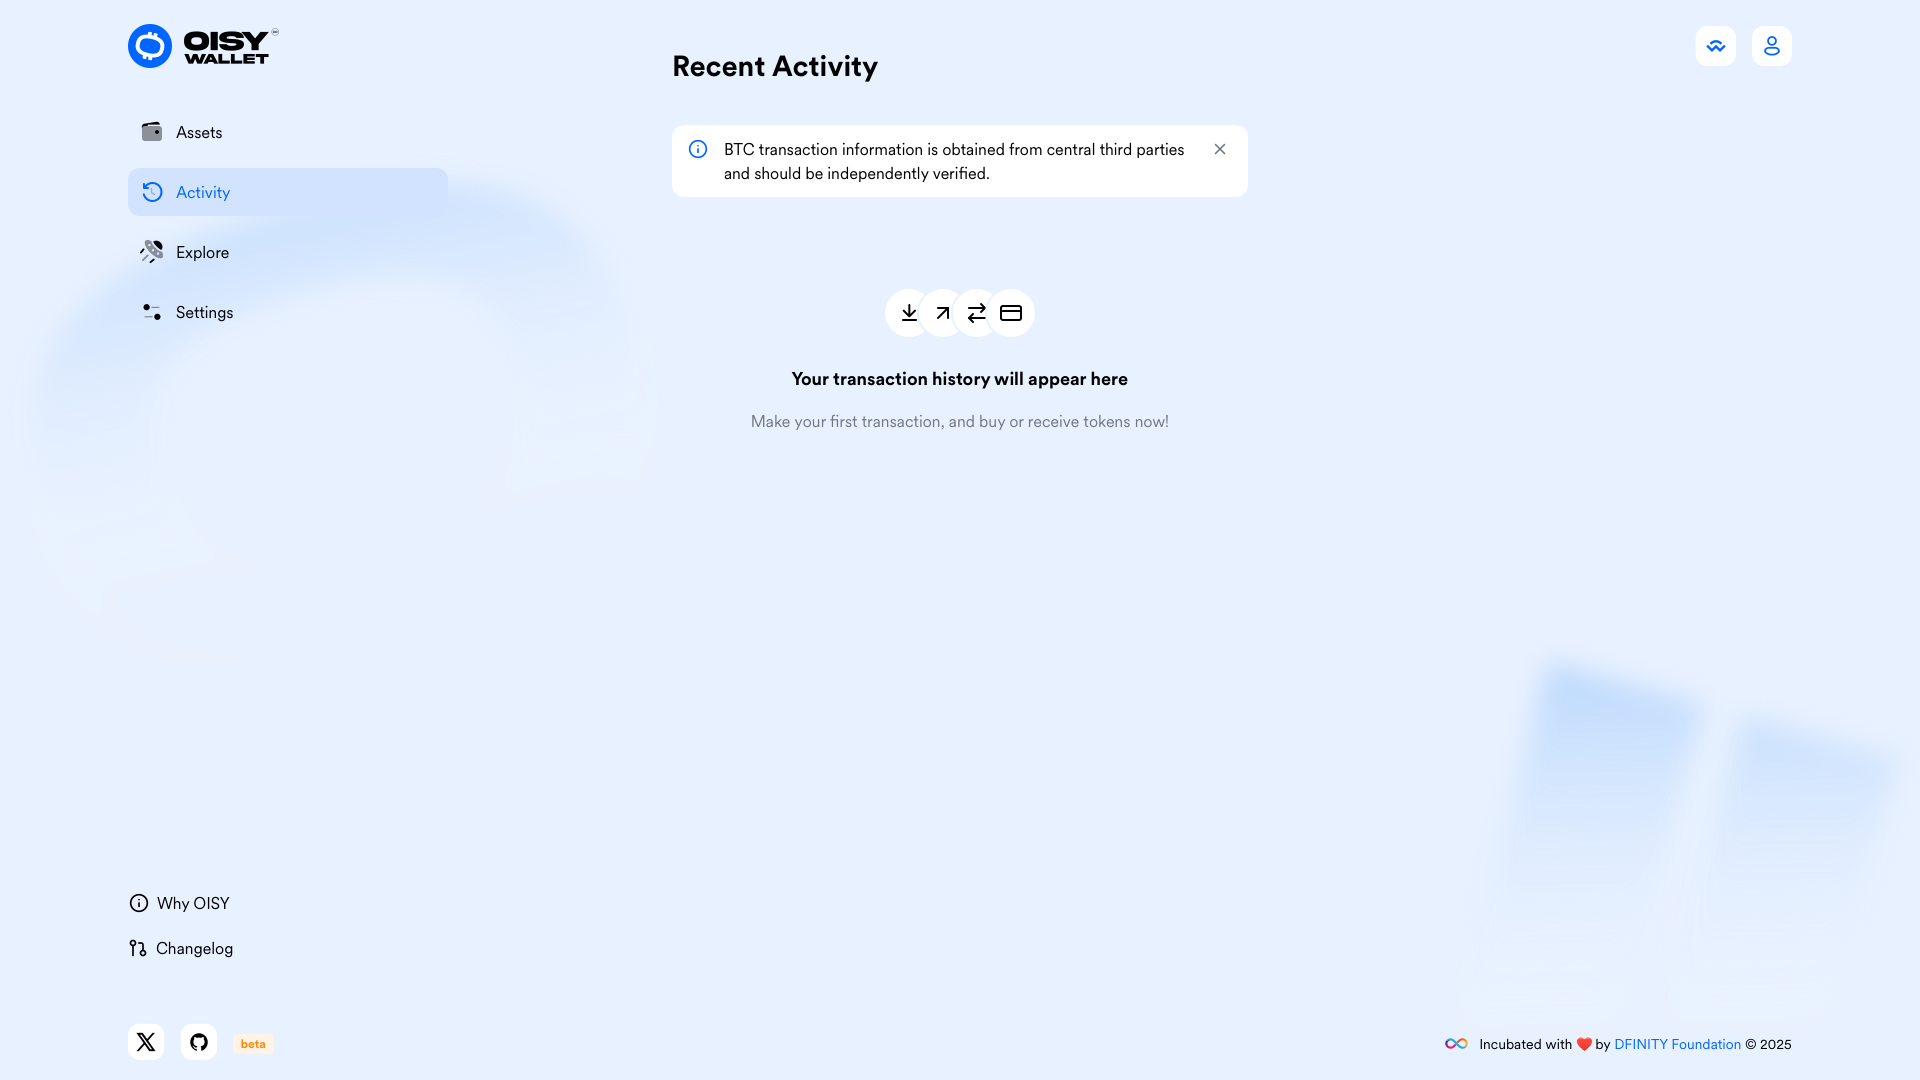 OISY
WALLET
Recent Activity
Assets
Activity
Explore
Settings
BTC transaction information is obtained from central third parties
and should be independently verified.
Your transaction history will appear here
Make your first transaction, and buy or receive tokens now!
Why OISY
Changelog
beta
Incubated with ❤️ by DFINITY Foundation © 2025